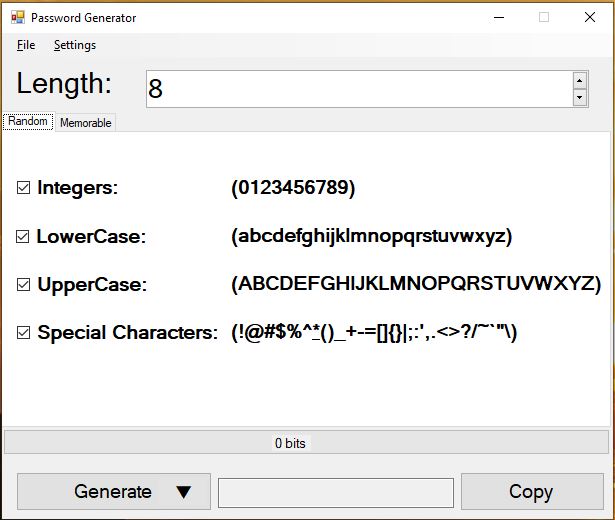 Password Generator
File Settings
Length: 8
Random Memorable
Integers: (0123456789)
LowerCase: (abcdefghijklmnopqrstuvwxyz)
UpperCase: (ABCDEFGHIJKLMNOPQRSTUVWXYZ)
Special Characters: (!@#$%^*()_+-=[]{}|;:',.<>?/~`"\)
0 bits
Generate ▼ Copy